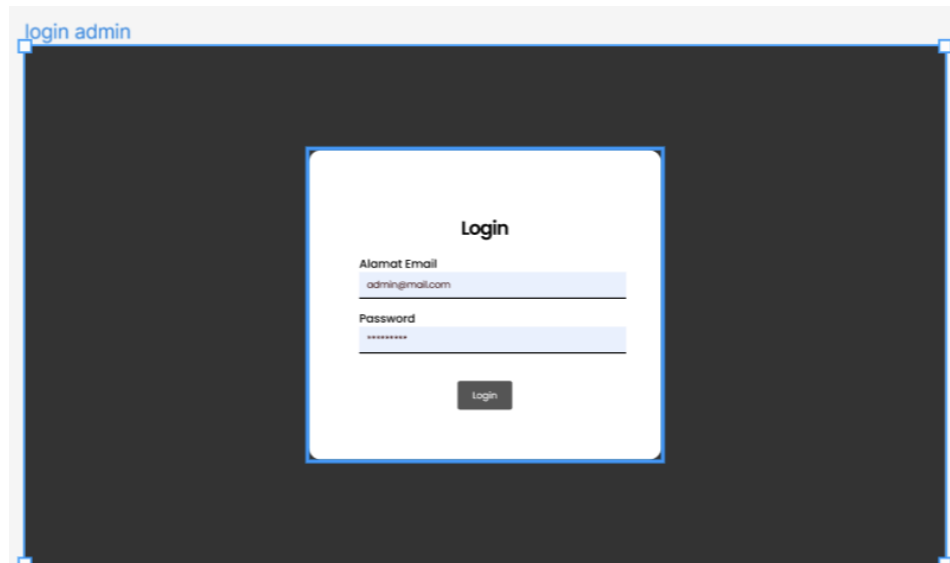 login admin
Login
Alamat Email
admin@mail.com
Password
*********
Login